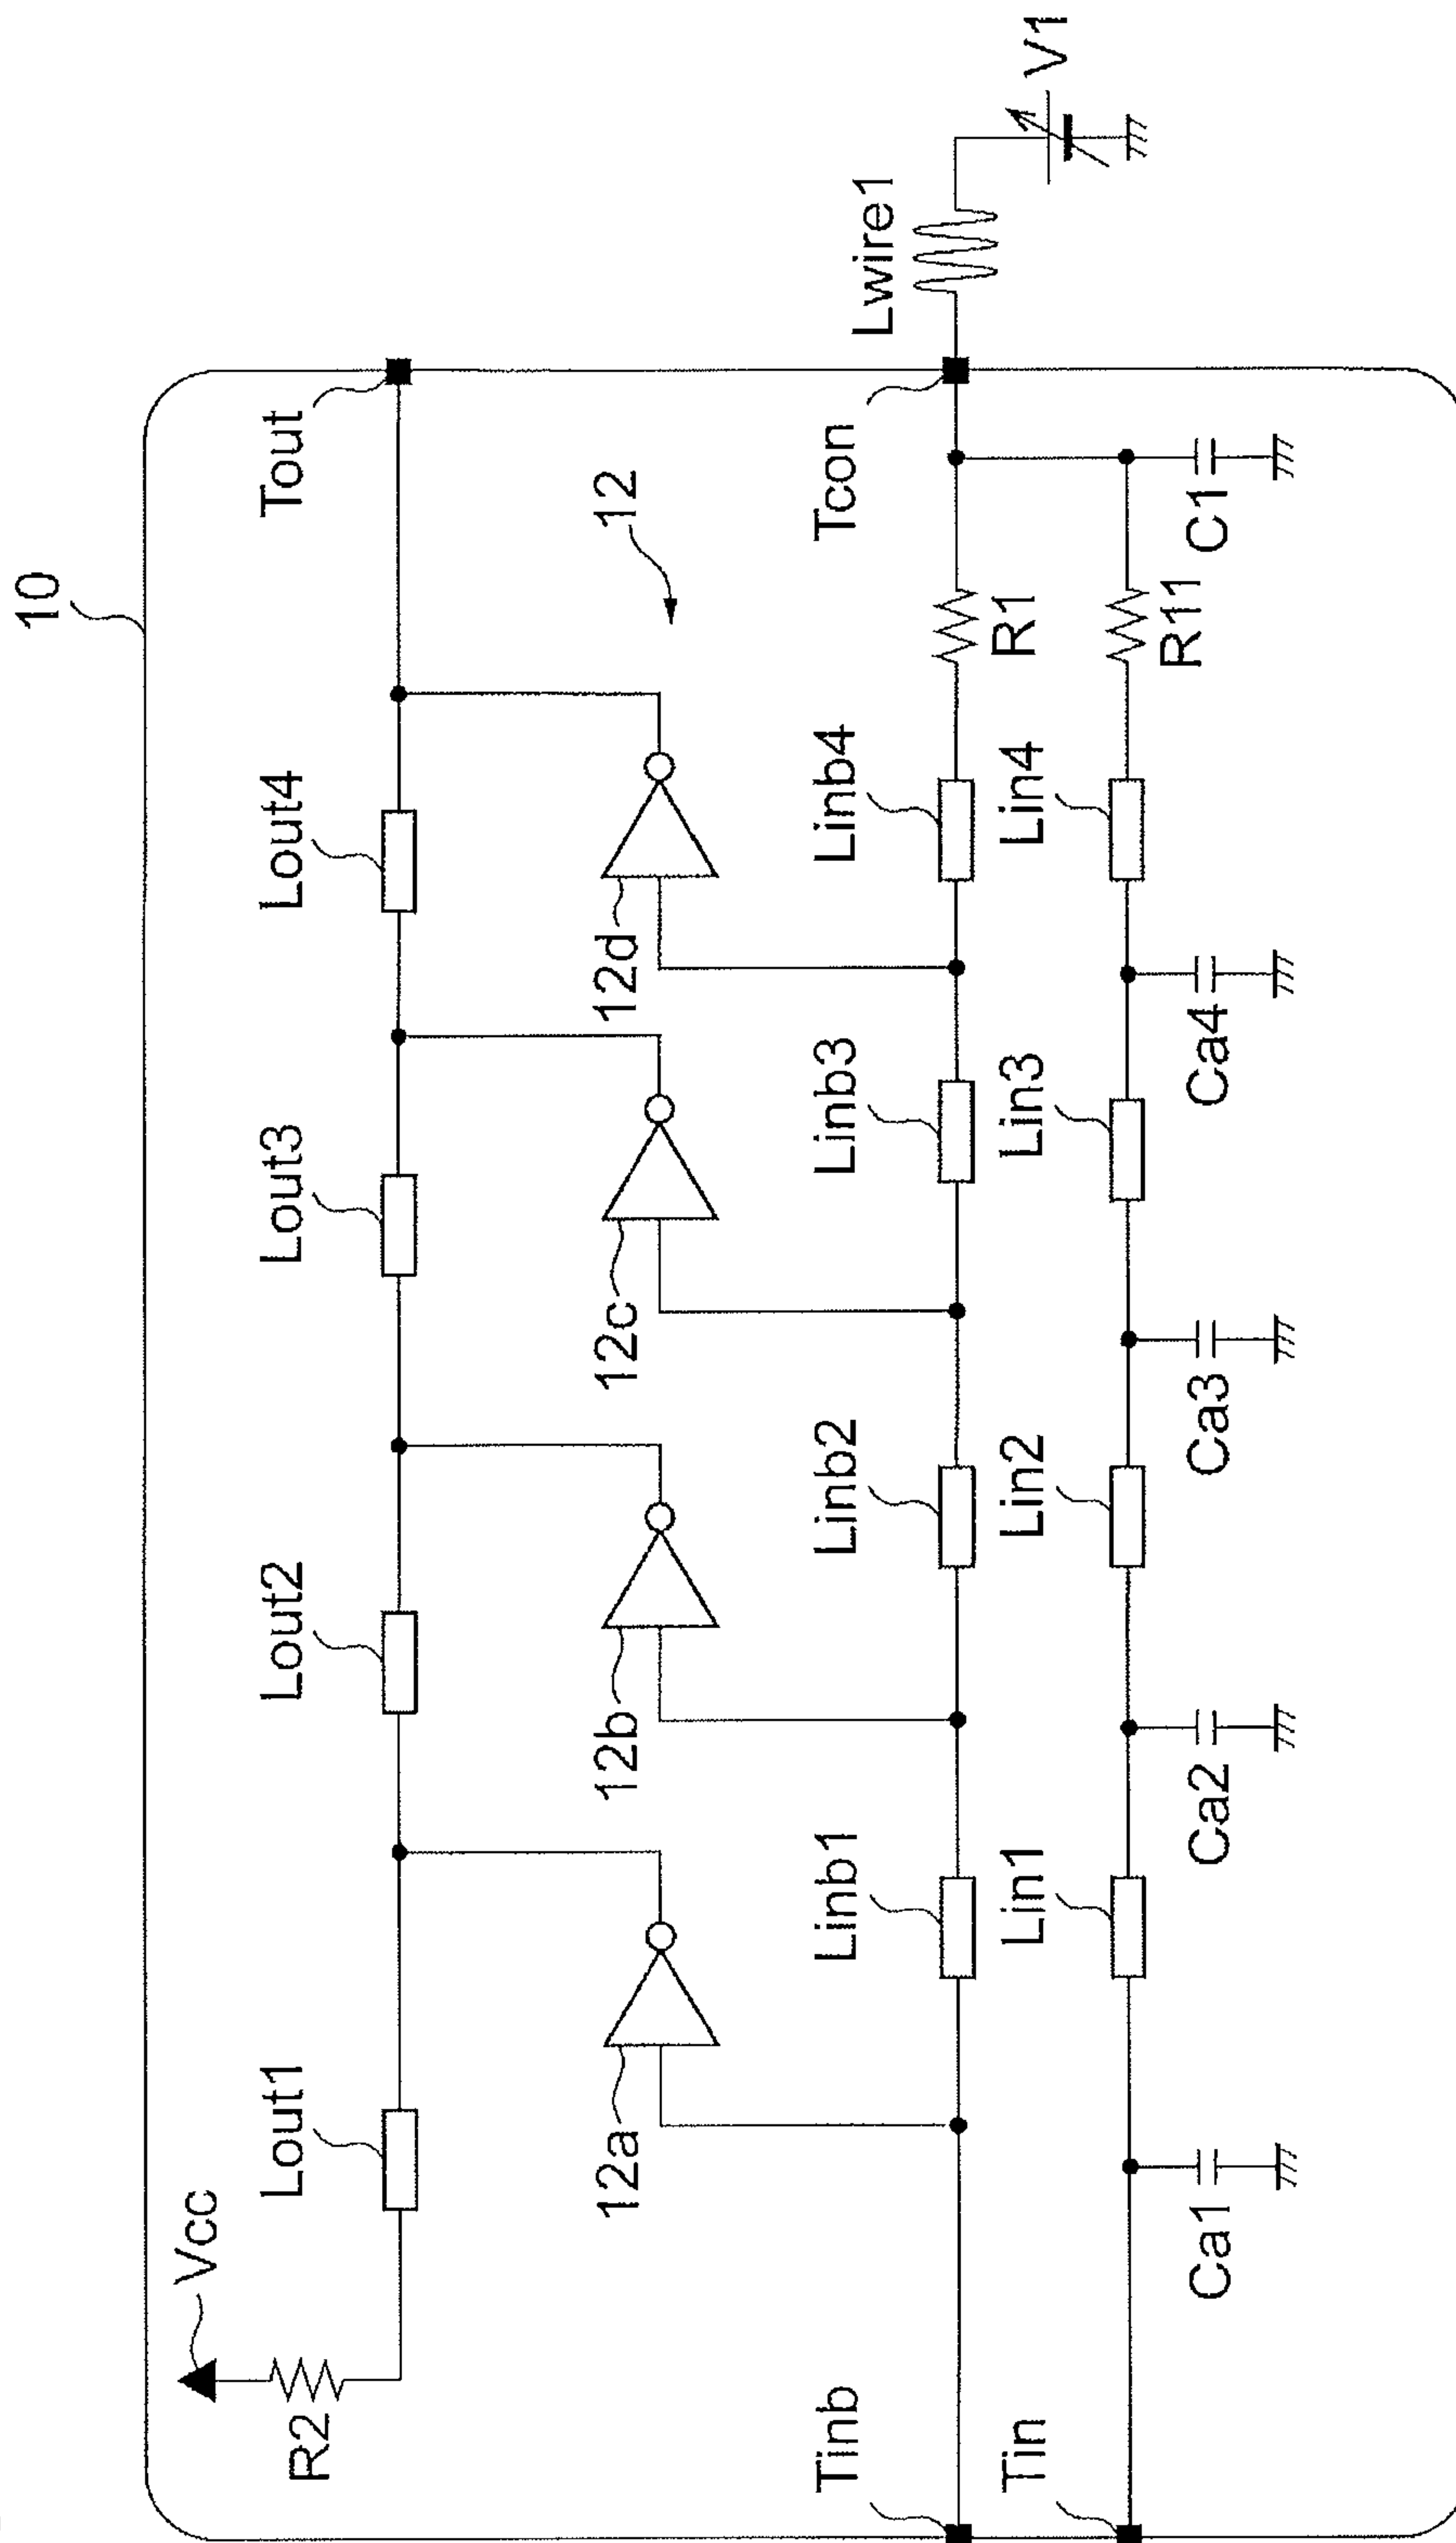 10
Vcc
R2
Lout1
Lout2
Lout3
Lout4
Tout
12
12a
12b
12c
12d
Tinb
Linb1
Linb2
Linb3
Linb4
R1
Tcon
Lwire1
V1
Tin
Lin1
Lin2
Lin3
Lin4
R11
Ca1
Ca2
Ca3
Ca4
C1